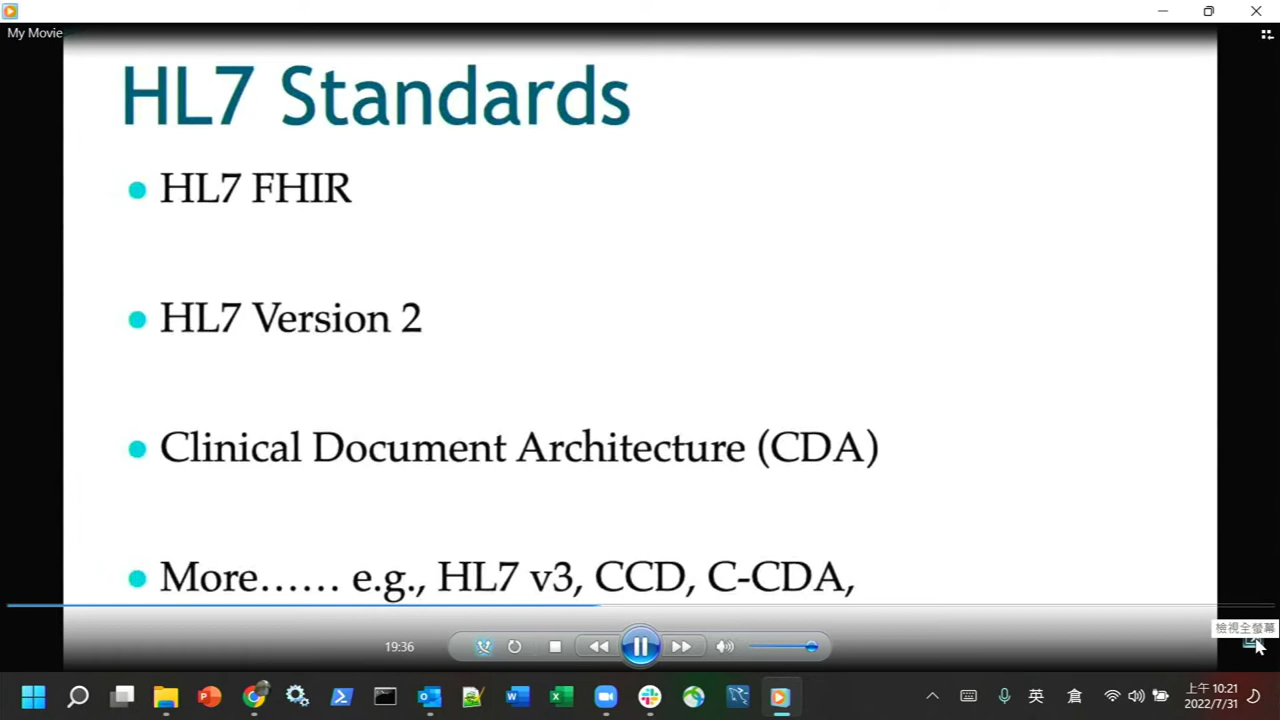 My Movie
HL7 Standards
HL7 FHIR
HL7 Version 2
Clinical Document Architecture (CDA)
More…… e.g., HL7 v3, CCD, C-CDA,
檢視全螢幕
19:36
英
倉
上午 10:21
2022/7/31